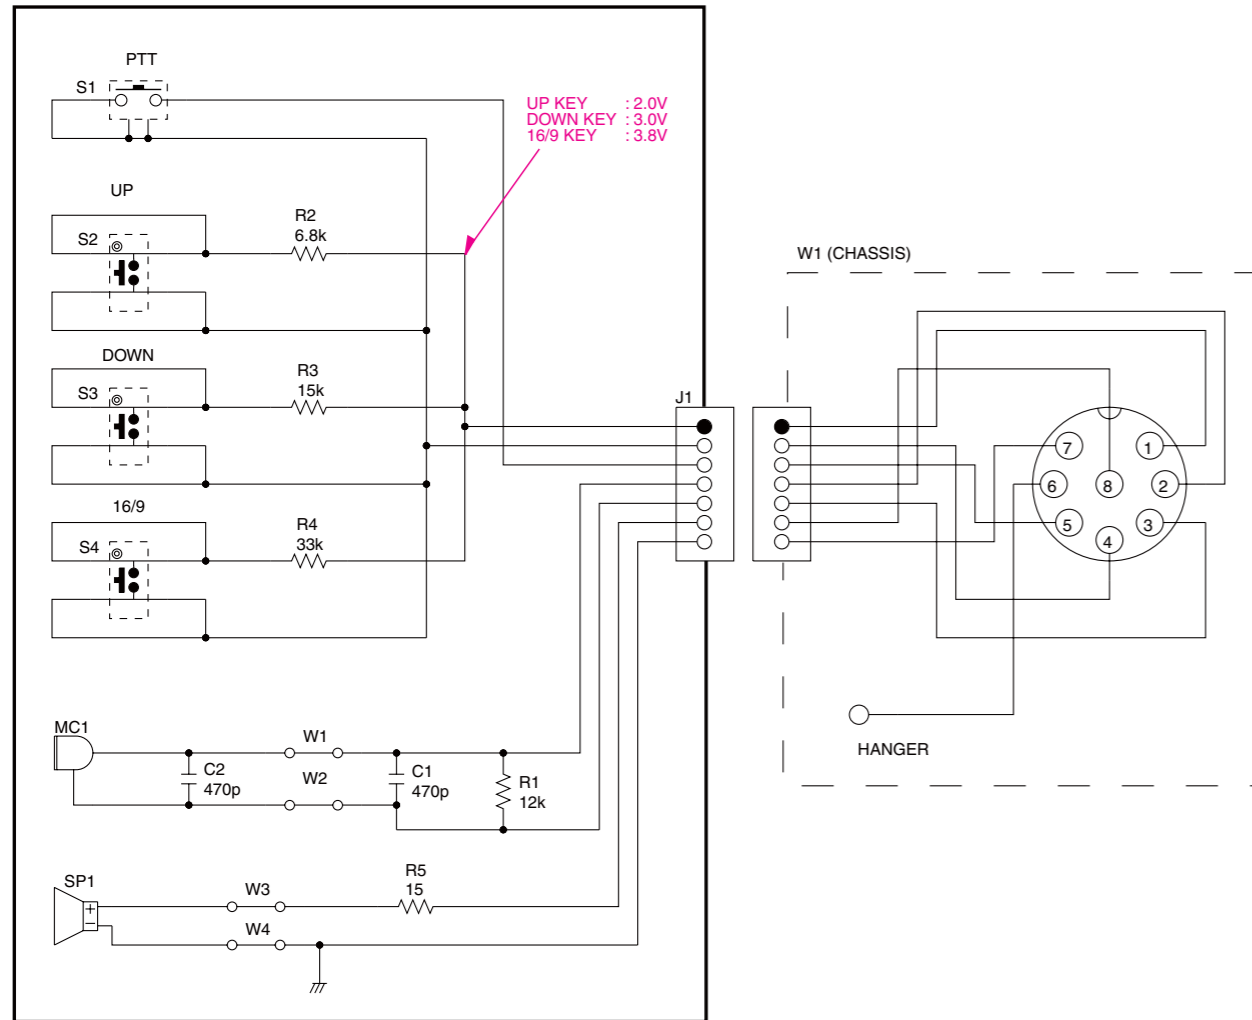 PTT
S1
UP KEY : 2.0V
DOWN KEY : 3.0V
16/9 KEY : 3.8V
UP
S2
R2
6.8k
W1 (CHASSIS)
DOWN
S3
R3
15k
J1
7
1
6
8
2
5
3
4
16/9
S4
R4
33k
MC1
W1
C2
470p
W2
C1
470p
R1
12k
HANGER
SP1
+
−
W3
R5
15
W4